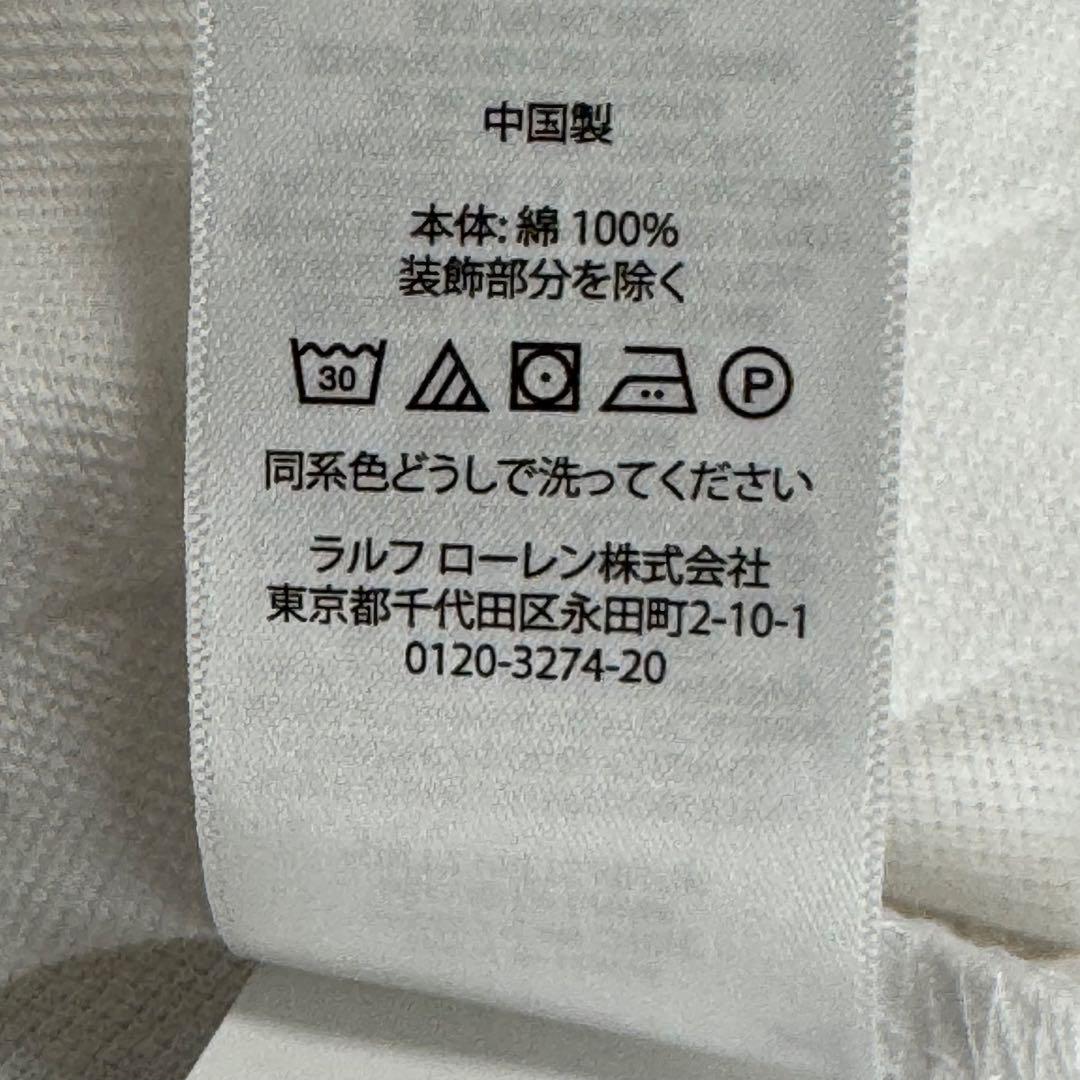 中国製
本体: 綿 100%
装飾部分を除く
30 P
同系色どうしで洗ってください
ラルフ ローレン株式会社
東京都千代田区永田町2-10-1
0120-3274-20